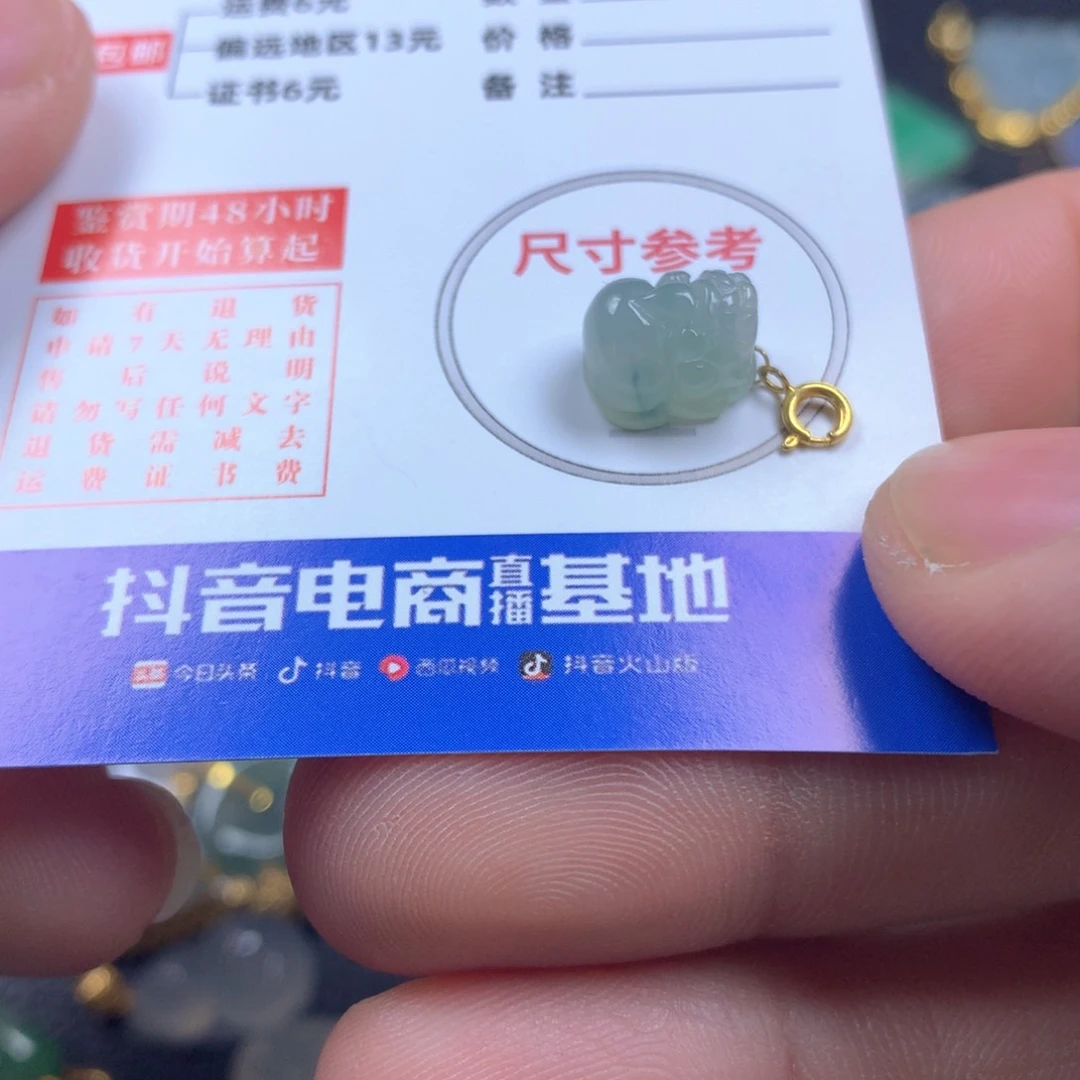 运费6元
包邮
偏远地区13元
价格
证书6元
备注
鉴赏期48小时
收货开始算起
尺寸参考
如有退货
申请7天无理由
售后说明
请勿写任何文字
退货需减去
运费证书费
抖音电商直播基地
头条 今日头条 抖音 西瓜视频 抖音火山版